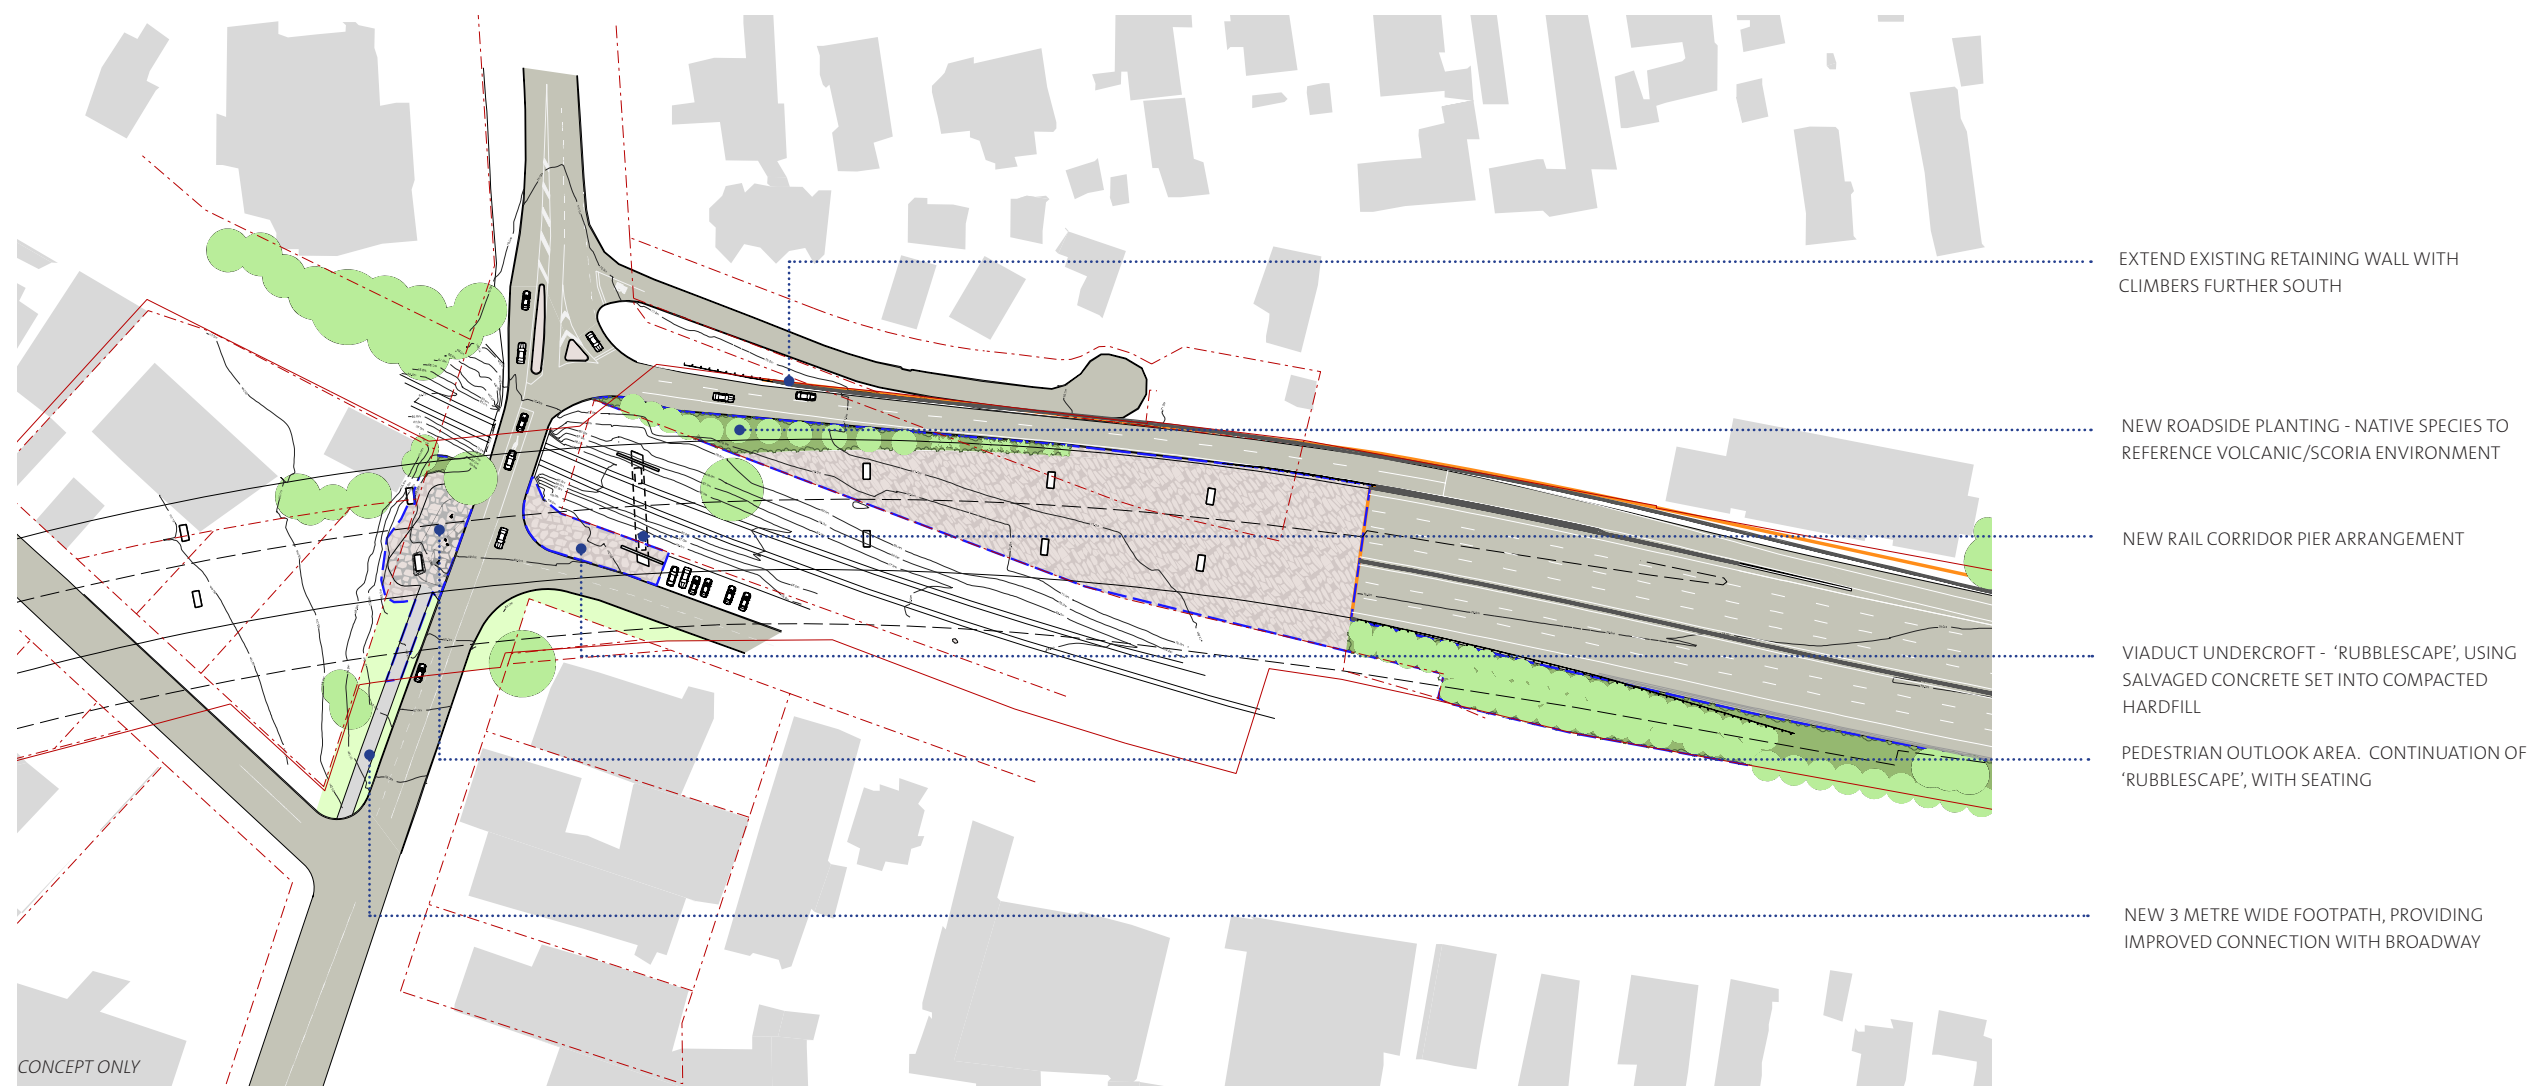 EXTEND EXISTING RETAINING WALL WITH
CLIMBERS FURTHER SOUTH
NEW ROADSIDE PLANTING - NATIVE SPECIES TO
REFERENCE VOLCANIC/SCORIA ENVIRONMENT
NEW RAIL CORRIDOR PIER ARRANGEMENT
VIADUCT UNDERCROFT - ‘RUBBLESCAPE’, USING
SALVAGED CONCRETE SET INTO COMPACTED
HARDFILL
PEDESTRIAN OUTLOOK AREA. CONTINUATION OF
‘RUBBLESCAPE’, WITH SEATING
NEW 3 METRE WIDE FOOTPATH, PROVIDING
IMPROVED CONNECTION WITH BROADWAY
CONCEPT ONLY